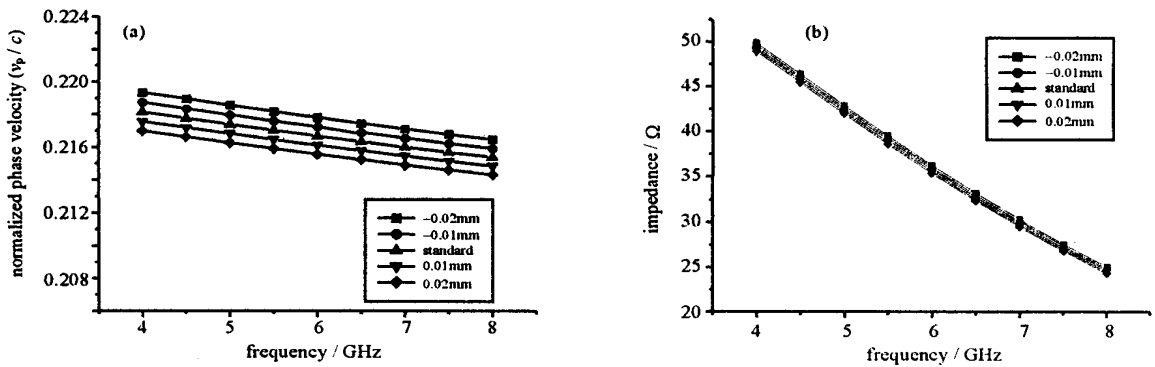 (a)
normalized phase velocity (vp / c)
0.224
0.220
0.216
0.212
0.208
−0.02mm
−0.01mm
standard
0.01mm
0.02mm
4 5 6 7 8
frequency / GHz
(b)
impedance / Ω
50
45
40
35
30
25
20
−0.02mm
−0.01mm
standard
0.01mm
0.02mm
4 5 6 7 8
frequency / GHz